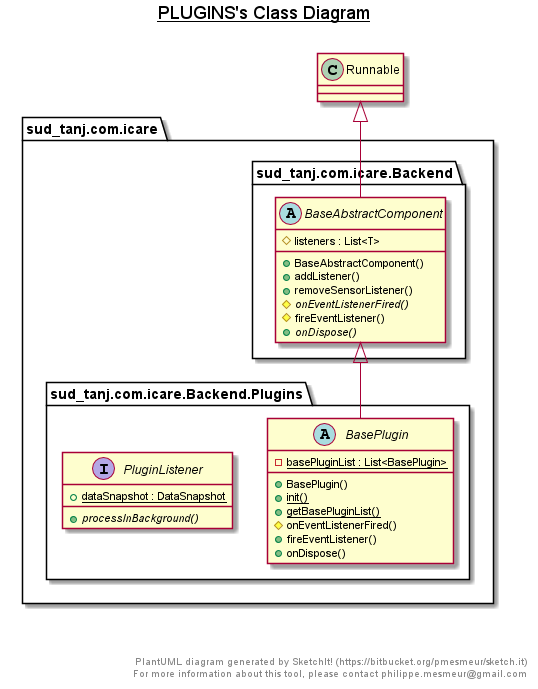 PLUGINS's Class Diagram
C Runnable
sud_tanj.com.icare
sud_tanj.com.icare.Backend
A BaseAbstractComponent
listeners : List<T>
BaseAbstractComponent()
addListener()
removeSensorListener()
onEventListenerFired()
fireEventListener()
onDispose()
sud_tanj.com.icare.Backend.Plugins
I PluginListener
dataSnapshot : DataSnapshot
processInBackground()
A BasePlugin
basePluginList : List<BasePlugin>
BasePlugin()
init()
getBasePluginList()
onEventListenerFired()
fireEventListener()
onDispose()
PlantUML diagram generated by SketchIt! (https://bitbucket.org/pmesmeur/sketch.it)
For more information about this tool, please contact philippe.mesmeur@gmail.com